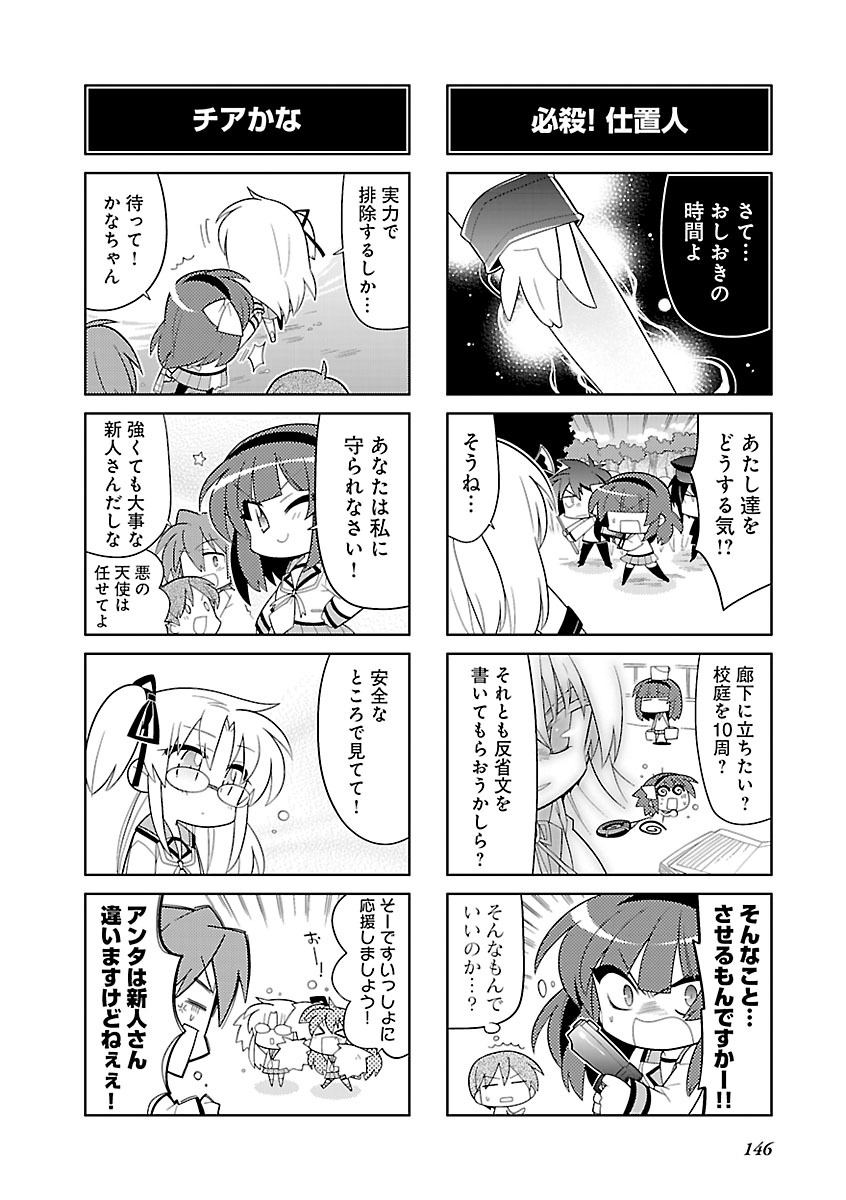 必殺!仕置人
さて…
おしおきの
時間よ
あたし達を
どうする気!?
そうね…
廊下に立ちたい?
校庭を10周?
それとも反省文を
書いてもらおうかしら?
そんなこと…
させるもんですかー!!
そんなもんで
いいのか…?
チアかな
実力で
排除するしか…
待って!
かなちゃん
あなたは私に
守られなさい!
強くても大事な
新人さんだしな
悪の
天使は
任せてよ
安全な
ところで見てて!
そーですいっしょに
応援しましょう!
おー!
アンタは新人さん
違いますけどねぇぇ!
146